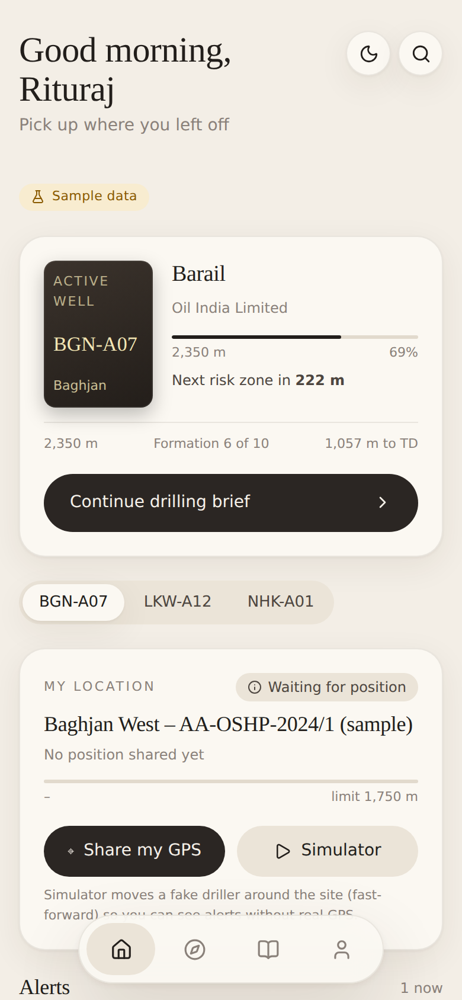 Good morning,
Rituraj
Pick up where you left off
Sample data
ACTIVE
WELL
BGN-A07
Baghjan
Barail
Oil India Limited
2,350 m 69%
Next risk zone in 222 m
2,350 m Formation 6 of 10 1,057 m to TD
Continue drilling brief
BGN-A07 LKW-A12 NHK-A01
MY LOCATION Waiting for position
Baghjan West – AA-OSHP-2024/1 (sample)
No position shared yet
– limit 1,750 m
Share my GPS Simulator
Simulator moves a fake driller around the site (fast-
forward) so you can see alerts without real GPS.
Alerts 1 now